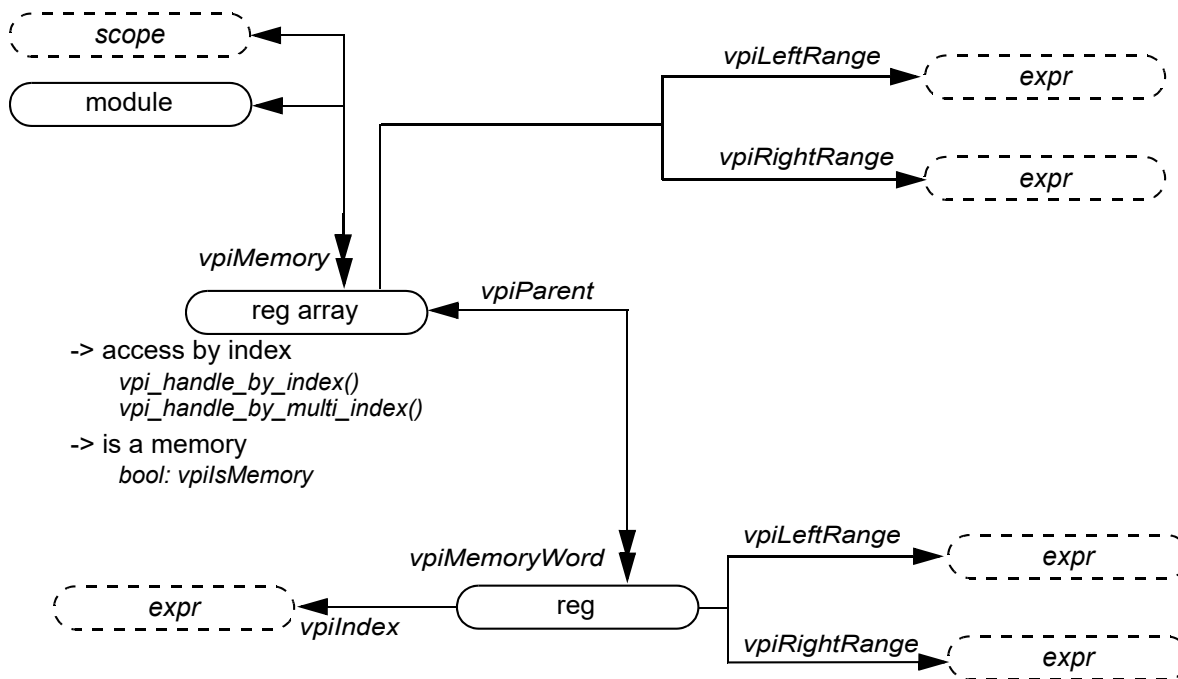 scope
module
vpiLeftRange
expr
vpiRightRange
expr
vpiMemory
reg array
vpiParent
-> access by index
vpi_handle_by_index()
vpi_handle_by_multi_index()
-> is a memory
bool: vpiIsMemory
vpiMemoryWord
reg
expr
vpiIndex
vpiLeftRange
expr
vpiRightRange
expr